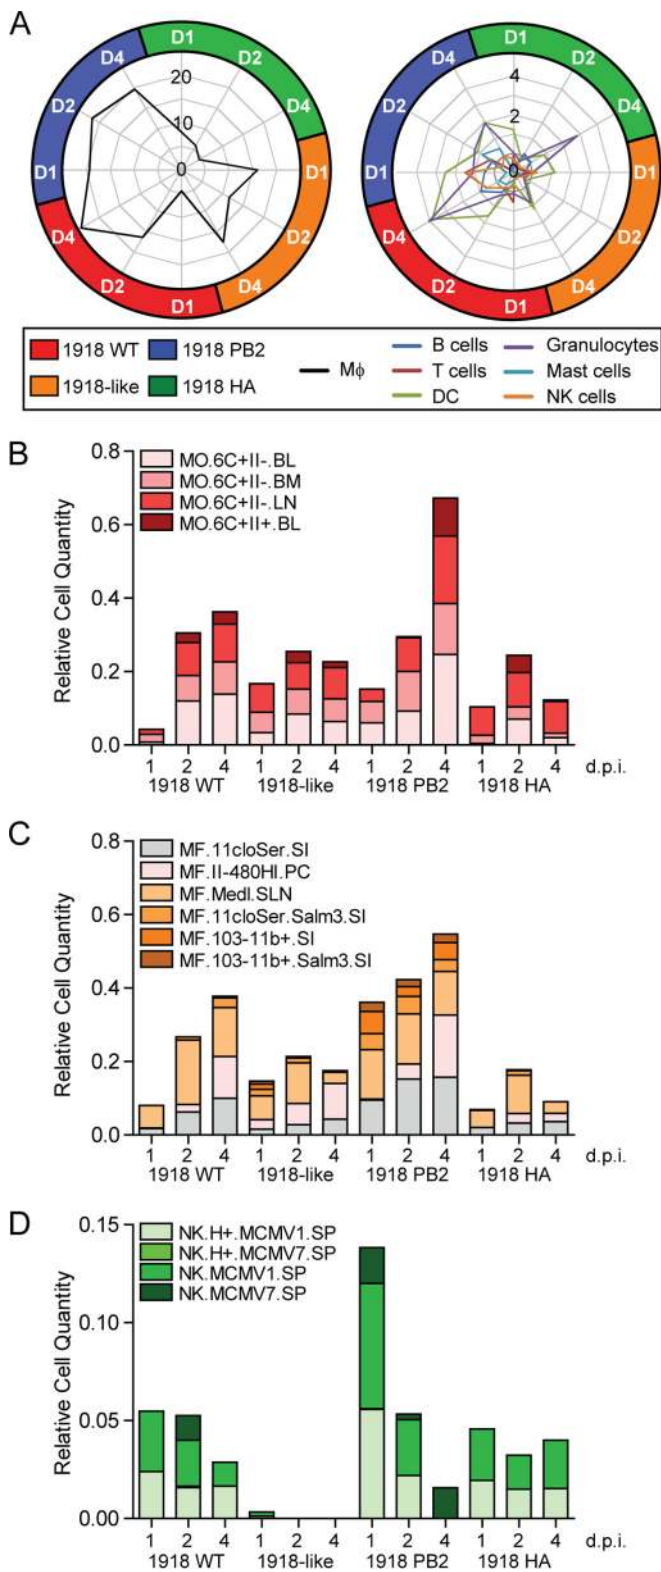 A
D1 D2 D4 D1 D2 D4 D1 D2 D4 D1 D2 D4
20
10
0
D1 D2 D4 D1 D2 D4 D1 D2 D4 D1 D2 D4
4
2
0
1918 WT 1918 PB2
1918-like 1918 HA
Mϕ
B cells Granulocytes
T cells Mast cells
DC NK cells
B
Relative Cell Quantity
0.8
0.6
0.4
0.2
0.0
MO.6C+II-.BL
MO.6C+II-.BM
MO.6C+II-.LN
MO.6C+II+.BL
1 2 4 1 2 4 1 2 4 1 2 4 d.p.i.
1918 WT 1918-like 1918 PB2 1918 HA
C
Relative Cell Quantity
0.8
0.6
0.4
0.2
0.0
MF.11cloSer.SI
MF.II-480HI.PC
MF.Medl.SLN
MF.11cloSer.Salm3.SI
MF.103-11b+.SI
MF.103-11b+.Salm3.SI
1 2 4 1 2 4 1 2 4 1 2 4 d.p.i.
1918 WT 1918-like 1918 PB2 1918 HA
D
Relative Cell Quantity
0.15
0.10
0.05
0.00
NK.H+.MCMV1.SP
NK.H+.MCMV7.SP
NK.MCMV1.SP
NK.MCMV7.SP
1 2 4 1 2 4 1 2 4 1 2 4 d.p.i.
1918 WT 1918-like 1918 PB2 1918 HA